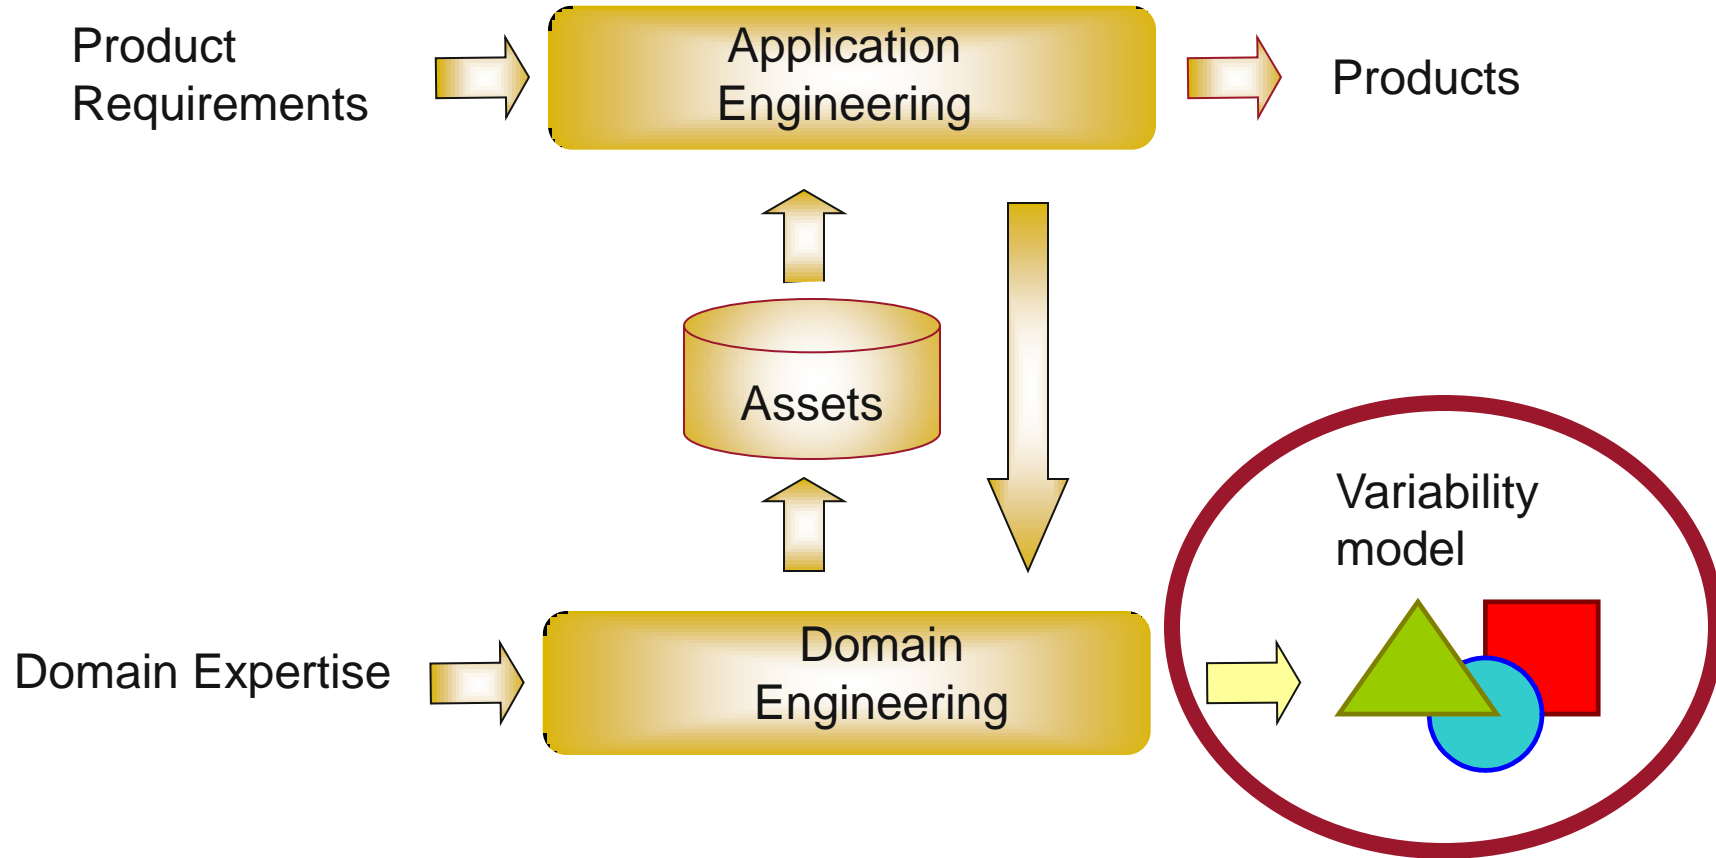 Product
Requirements
Application
Engineering
Products
Assets
Variability
model
Domain Expertise
Domain
Engineering